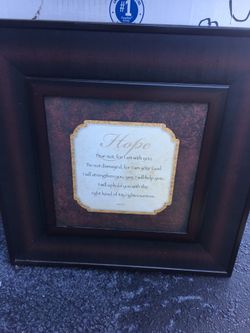 #1
Hope
Fear not, for I am with you;
Be not dismayed, for I am your God.
I will strengthen you, yes, I will help you,
I will uphold you with the
right hand of My righteousness.